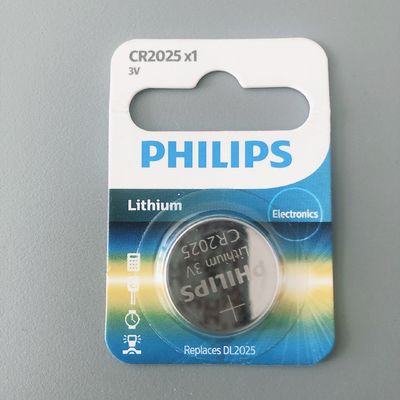 CR2025 x1
3V
PHILIPS
Lithium
Electronics
CR2025
Lithium 3V
PHILIPS
+
Replaces DL2025